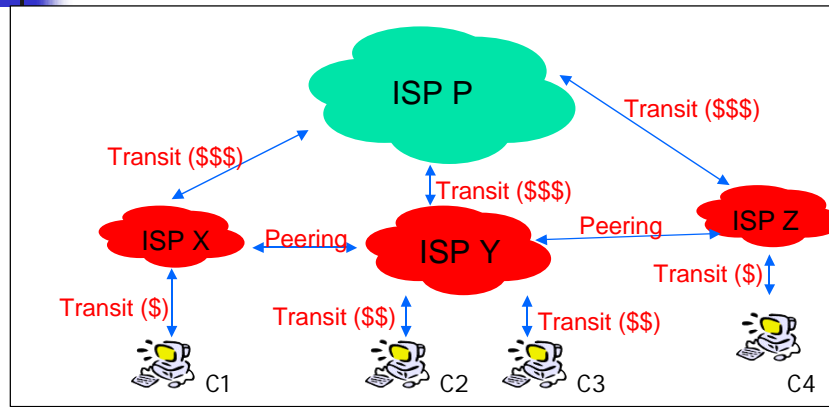 ISP P
Transit ($$$)
Transit ($$$)
Transit ($$$)
ISP X
Peering
ISP Y
Peering
ISP Z
Transit ($)
Transit ($$)
Transit ($$)
Transit ($)
C1
C2
C3
C4